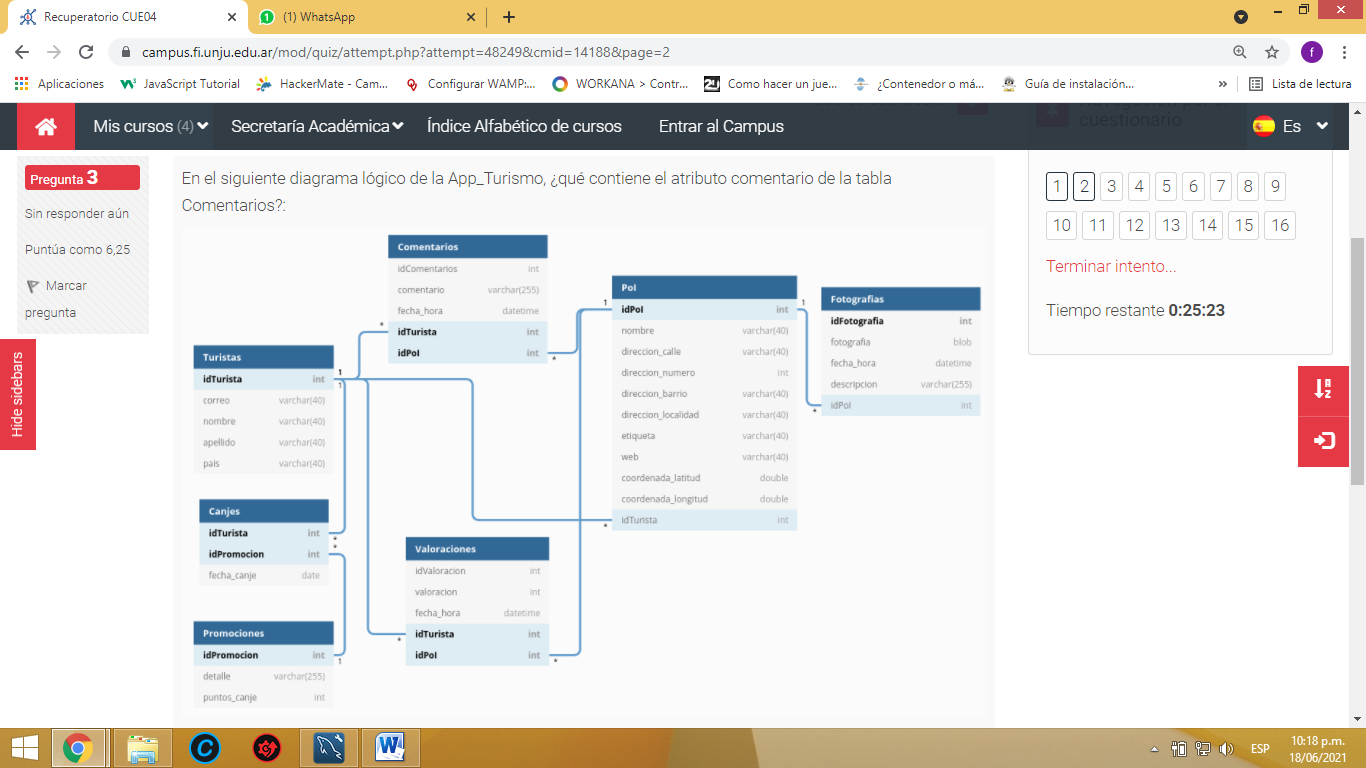 Recuperatorio CUE04
(1) WhatsApp
campus.fi.unju.edu.ar/mod/quiz/attempt.php?attempt=48249&cmid=14188&page=2
f
Aplicaciones
JavaScript Tutorial
HackerMate - Cam...
Configurar WAMP:...
WORKANA > Contr...
Como hacer un jue...
¿Contenedor o má...
Guía de instalación...
»
Lista de lectura
Mis cursos (4)
Secretaría Académica
Índice Alfabético de cursos
Entrar al Campus
cuestionario
Es
Pregunta 3
Sin responder aún
Puntúa como 6,25
Marcar
pregunta
Hide sidebars
En el siguiente diagrama lógico de la App_Turismo, ¿qué contiene el atributo comentario de la tabla
Comentarios?:
Comentarios
idComentarios int
comentario varchar(255)
fecha_hora datetime
* idTurista int
idPoI int *
Turistas
idTurista int 1
1
correo varchar(40)
nombre varchar(40)
apellido varchar(40)
pais varchar(40)
Canjes
idTurista int *
idPromocion int *
fecha_canje date
Promociones
idPromocion int 1
detalle varchar(255)
puntos_canje int
Valoraciones
idValoracion int
valoracion int
fecha_hora datetime
* idTurista int
idPoI int *
PoI
1 idPoI int 1
nombre varchar(40)
direccion_calle varchar(40)
direccion_numero int
direccion_barrio varchar(40)
direccion_localidad varchar(40)
etiqueta varchar(40)
web varchar(40)
coordenada_latitud double
coordenada_longitud double
* idTurista int
Fotografias
idFotografia int
fotografia blob
fecha_hora datetime
descripcion varchar(255)
* idPoI int
1 2 3 4 5 6 7 8 9
10 11 12 13 14 15 16
Terminar intento...
Tiempo restante 0:25:23
ESP
10:18 p.m.
18/06/2021